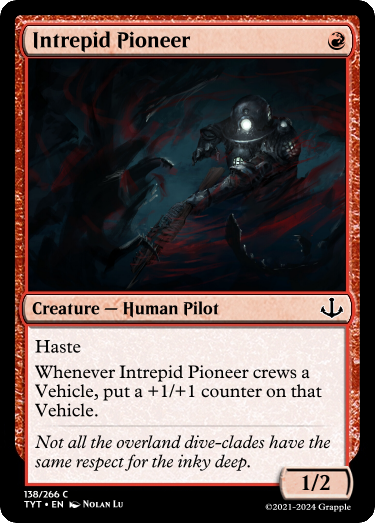 Intrepid Pioneer
Creature — Human Pilot
Haste
Whenever Intrepid Pioneer crews a
Vehicle, put a +1/+1 counter on that
Vehicle.
Not all the overland dive-clades have the
same respect for the inky deep.
1/2
138/266 C
TYT • EN Nolan Lu
©2021-2024 Grapple